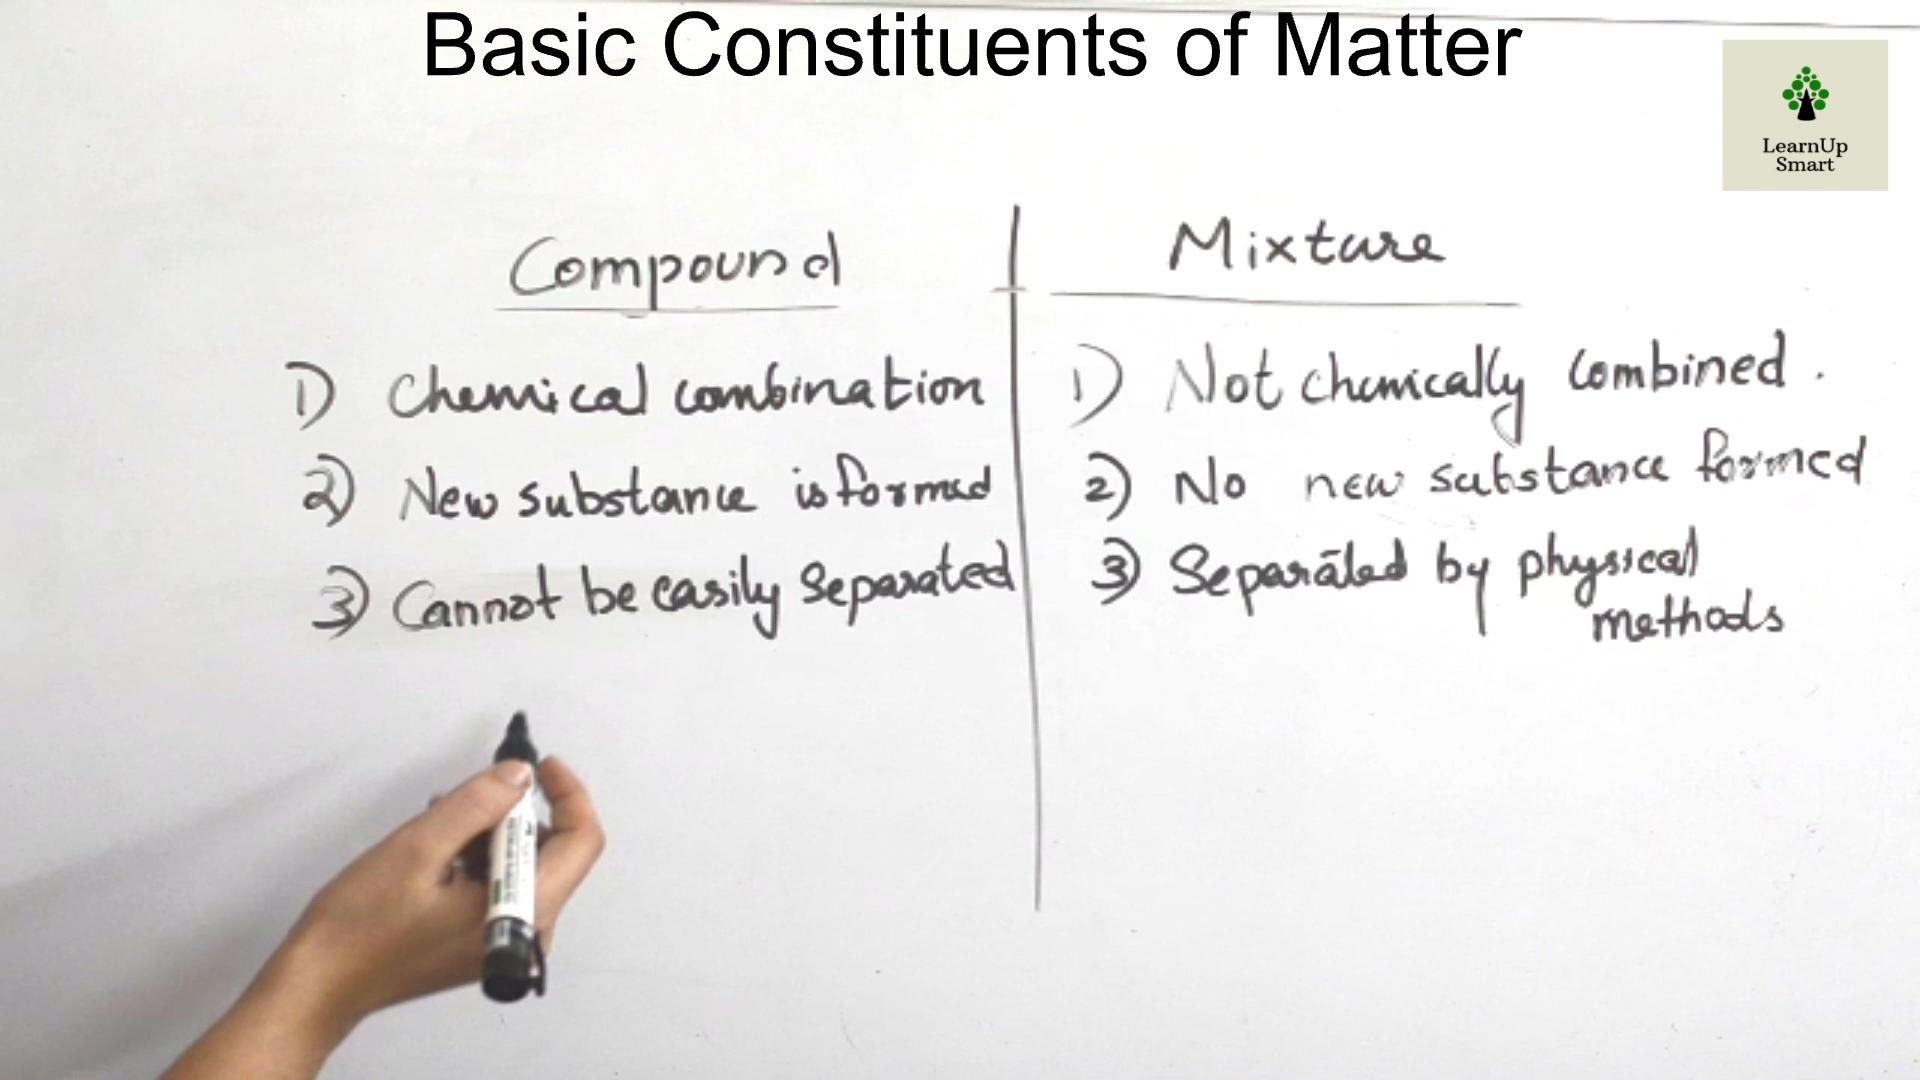 Basic Constituents of Matter
LearnUp
Smart
Compound
1) Chemical combination
2) New substance is formed
3) Cannot be easily separated
Mixture
1) Not chemically combined.
2) No new substance formed
3) Separated by physical
methods